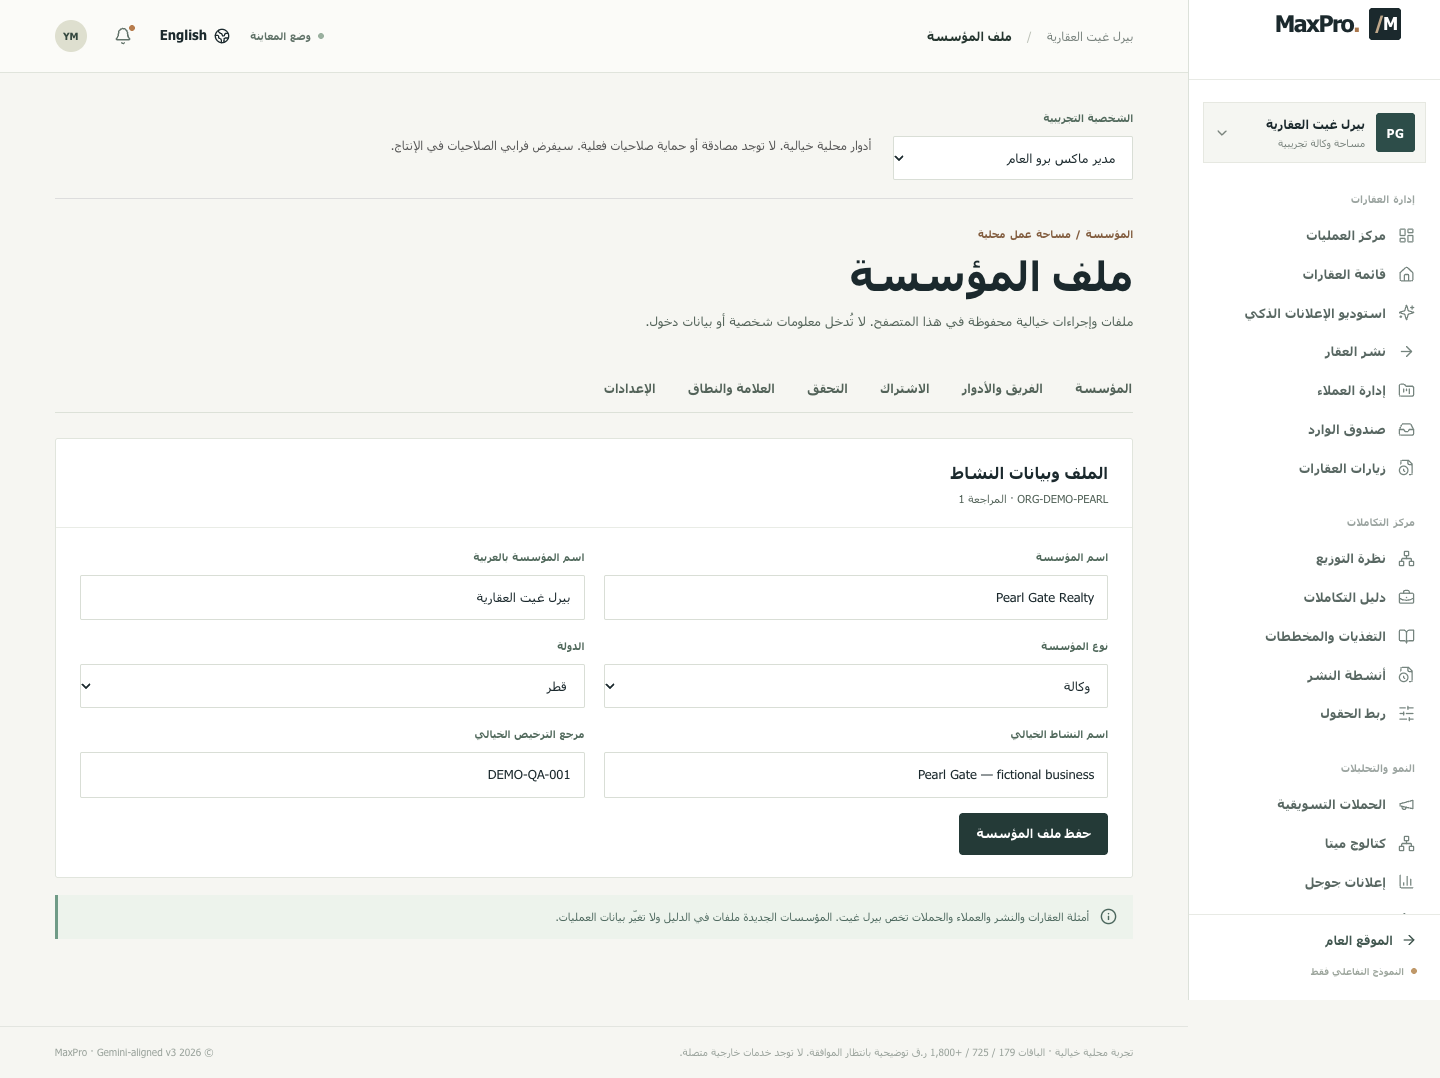 MaxPro.
/M
PG
بيرل غيت العقارية
مساحة وكالة تجريبية
إدارة العقارات
مركز العمليات
قائمة العقارات
استوديو الإعلانات الذكي
نشر العقار
إدارة العملاء
صندوق الوارد
زيارات العقارات
مركز التكاملات
نظرة التوزيع
دليل التكاملات
التغذيات والمخططات
أنشطة النشر
ربط الحقول
النمو والتحليلات
الحملات التسويقية
كتالوج ميتا
إعلانات جوجل
الموقع العام
النموذج التفاعلي فقط
بيرل غيت العقارية / ملف المؤسسة
وضع المعاينة
English
YM
الشخصية التجريبية
مدير ماكس برو العام
أدوار محلية خيالية. لا توجد مصادقة أو حماية صلاحيات فعلية. سيفرض فرابي الصلاحيات في الإنتاج.
المؤسسة / مساحة عمل محلية
ملف المؤسسة
ملفات وإجراءات خيالية محفوظة في هذا المتصفح. لا تُدخل معلومات شخصية أو بيانات دخول.
المؤسسة
الفريق والأدوار
الاشتراك
التحقق
العلامة والنطاق
الإعدادات
الملف وبيانات النشاط
ORG-DEMO-PEARL · المراجعة 1
اسم المؤسسة
Pearl Gate Realty
اسم المؤسسة بالعربية
بيرل غيت العقارية
نوع المؤسسة
وكالة
الدولة
قطر
اسم النشاط الخيالي
Pearl Gate — fictional business
مرجع الترخيص الخيالي
DEMO-QA-001
حفظ ملف المؤسسة
أمثلة العقارات والنشر والعملاء والحملات تخص بيرل غيت. المؤسسات الجديدة ملفات في الدليل ولا تغيّر بيانات العمليات.
تجربة محلية خيالية · الباقات 179 / 725 / +1,800 ر.ق توضيحية بانتظار الموافقة. لا توجد خدمات خارجية متصلة.
MaxPro · Gemini-aligned v3 2026 ©